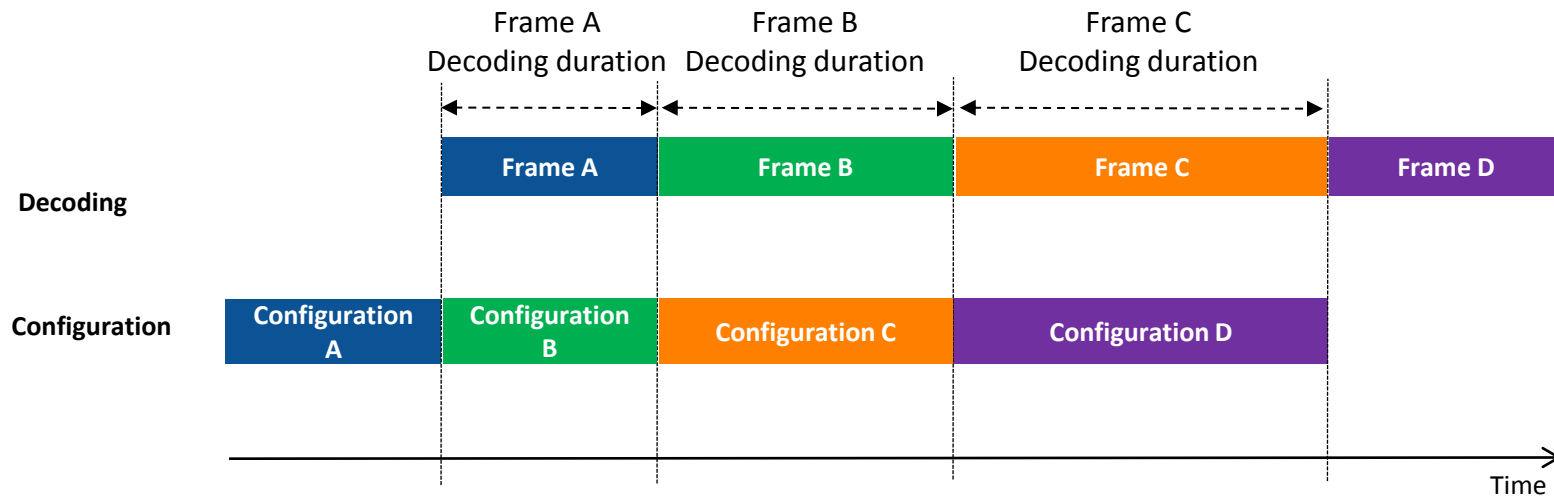 Frame A
Decoding duration
Frame B
Decoding duration
Frame C
Decoding duration
Decoding
Frame A
Frame B
Frame C
Frame D
Configuration
Configuration
A
Configuration
B
Configuration C
Configuration D
Time